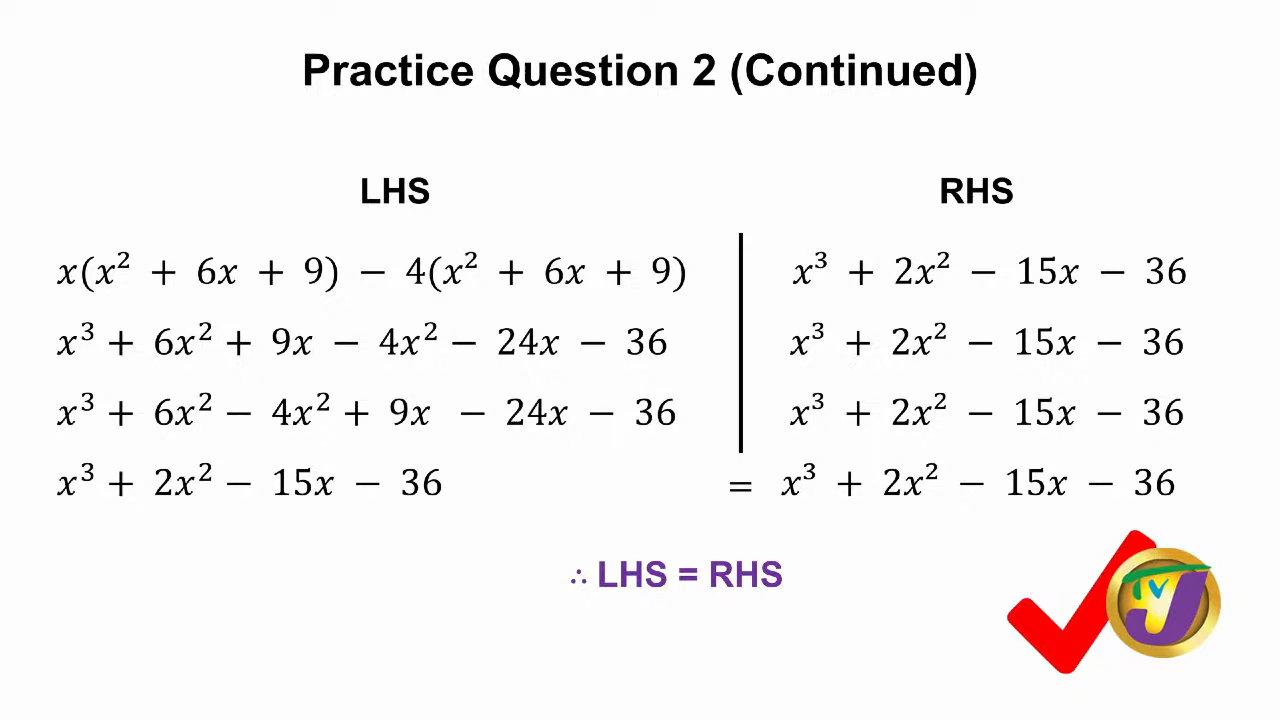 Practice Question 2 (Continued)
LHS RHS
x(x² + 6x + 9) − 4(x² + 6x + 9) x³ + 2x² − 15x − 36
x³ + 6x² + 9x − 4x² − 24x − 36 x³ + 2x² − 15x − 36
x³ + 6x² − 4x² + 9x − 24x − 36 x³ + 2x² − 15x − 36
x³ + 2x² − 15x − 36 = x³ + 2x² − 15x − 36
∴ LHS = RHS
TVJ